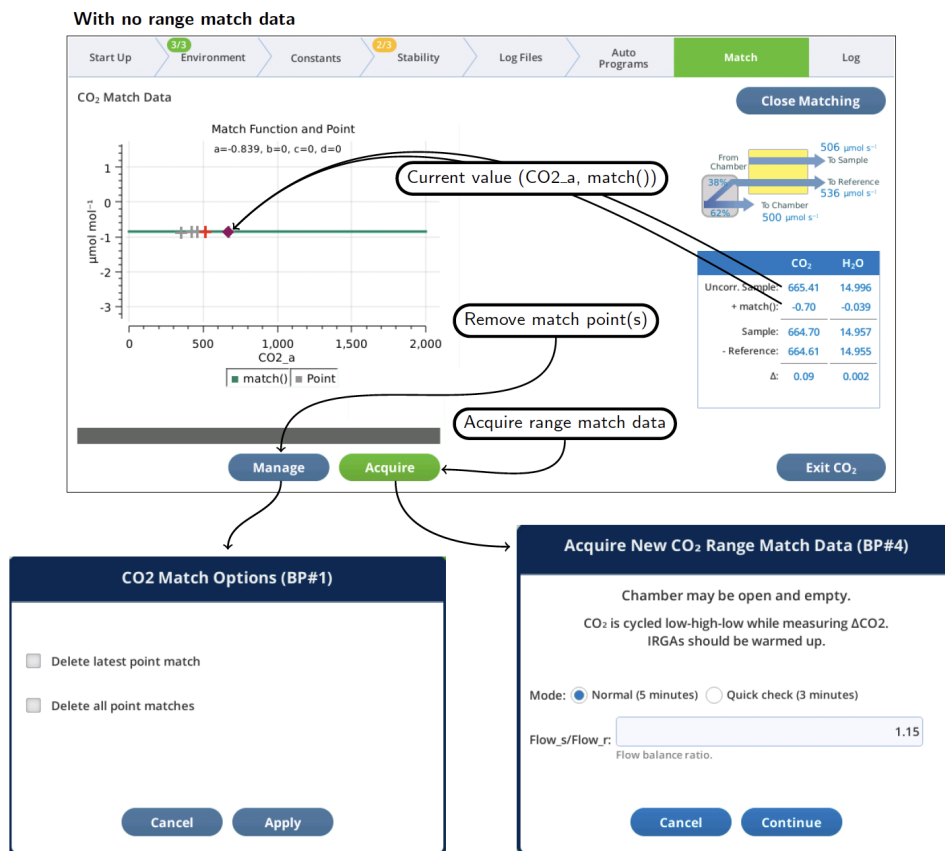 With no range match data
Start Up
3/3
Environment
Constants
2/3
Stability
Log Files
Auto
Programs
Match
Log
CO₂ Match Data
Close Matching
Match Function and Point
a=-0.839, b=0, c=0, d=0
1
0
-1
-2
-3
μmol mol⁻¹
0
500
1,000
1,500
2,000
CO2_a
match()
Point
Current value (CO2_a, match())
From
Chamber
506 μmol s⁻¹
To Sample
38%
To Reference
536 μmol s⁻¹
62%
To Chamber
500 μmol s⁻¹
CO₂ H₂O
Uncorr. Sample: 665.41 14.996
+ match(): -0.70 -0.039
Sample: 664.70 14.957
- Reference: 664.61 14.955
Δ: 0.09 0.002
Remove match point(s)
Acquire range match data
Manage
Acquire
Exit CO₂
CO2 Match Options (BP#1)
Delete latest point match
Delete all point matches
Cancel
Apply
Acquire New CO₂ Range Match Data (BP#4)
Chamber may be open and empty.
CO₂ is cycled low-high-low while measuring ΔCO2.
IRGAs should be warmed up.
Mode: Normal (5 minutes) Quick check (3 minutes)
Flow_s/Flow_r: 1.15
Flow balance ratio.
Cancel
Continue